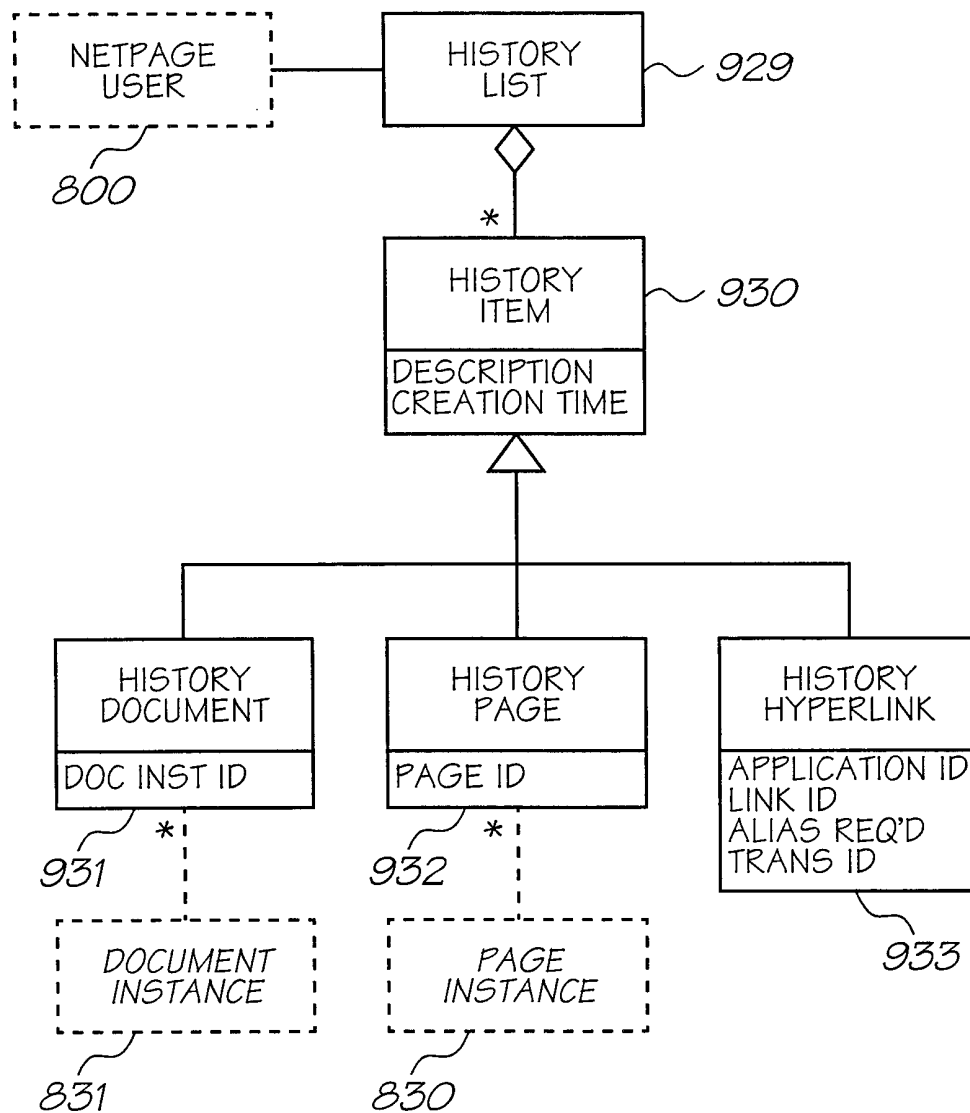 NETPAGE
USER
800
HISTORY
LIST
929
*
HISTORY
ITEM
930
DESCRIPTION
CREATION TIME
HISTORY
DOCUMENT
DOC INST ID
931
*
HISTORY
PAGE
PAGE ID
932
*
HISTORY
HYPERLINK
APPLICATION ID
LINK ID
ALIAS REQ'D
TRANS ID
933
DOCUMENT
INSTANCE
831
PAGE
INSTANCE
830